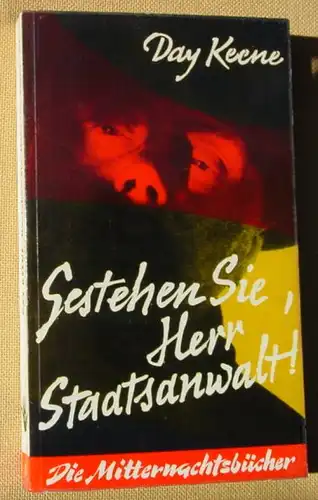 Day Keene
Gestehen Sie,
Herr
Staatsanwalt!
Die Mitternachtsbücher